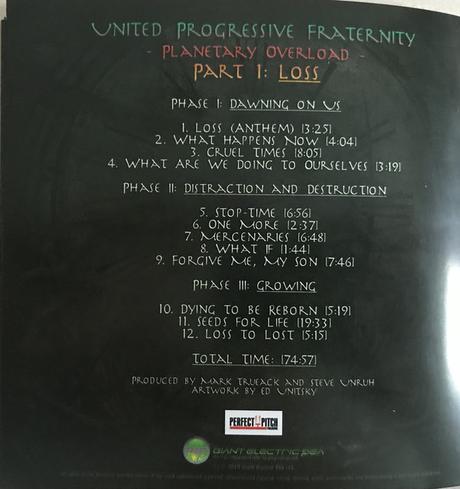 United Progressive Fraternity
- Planetary Overload -
Part 1: Loss
Phase I: Dawning On Us
1. Loss (Anthem) [3:25]
2. What Happens Now [4:04]
3. Cruel Times [8:05]
4. What Are We Doing To Ourselves [3:19]
Phase II: Distraction and Destruction
5. Stop-Time [6:56]
6. One More [2:37]
7. Mercenaries [6:48]
8. What If [1:44]
9. Forgive Me, My Son [7:46]
Phase III: Growing
10. Dying To Be Reborn [5:19]
11. Seeds For Life [19:33]
12. Loss To Lost [5:15]
Total Time: [74:57]
Produced by Mark Trueack and Steve Unruh
Artwork by Ed Unitsky
PERFECT PITCH
GIANT ELECTRIC PEA